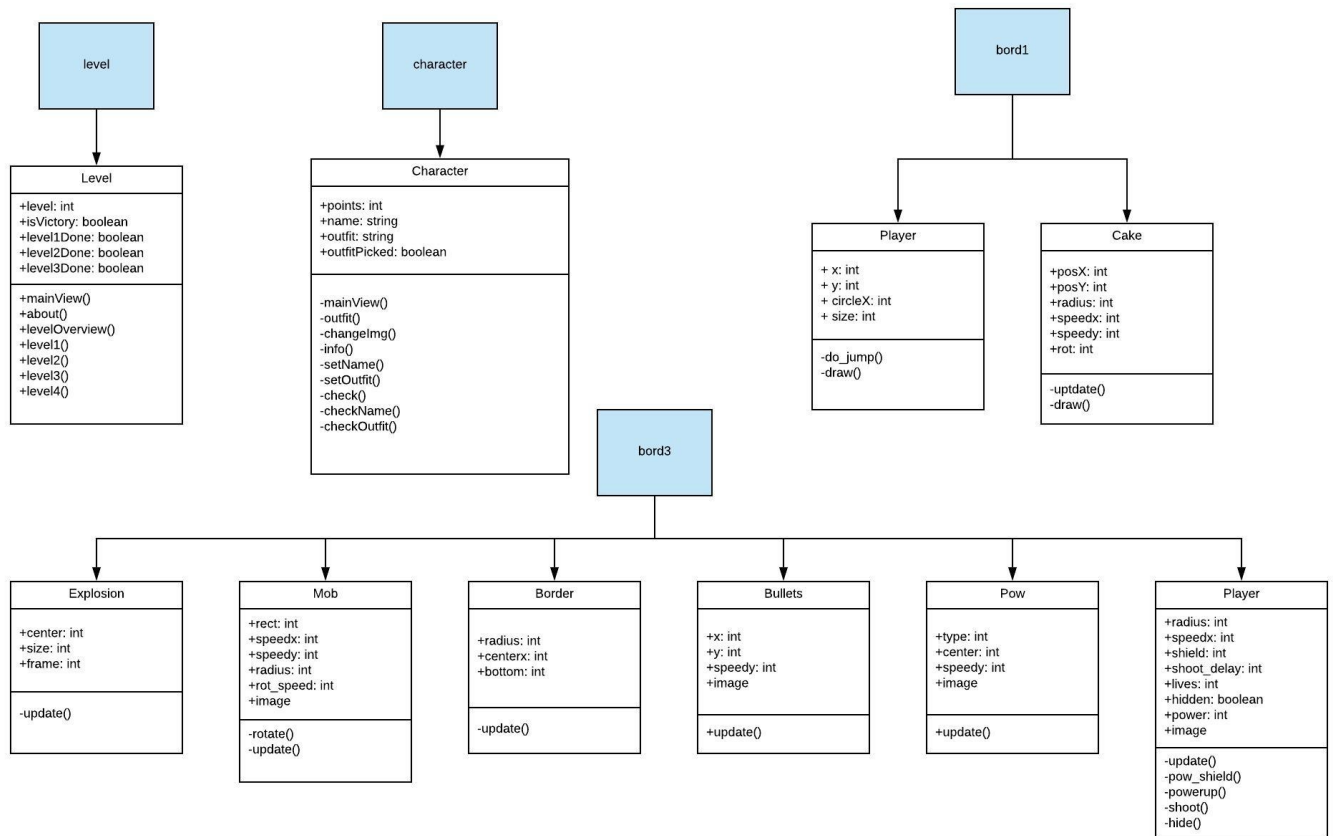 level
character
bord1
Level
+level: int
+isVictory: boolean
+level1Done: boolean
+level2Done: boolean
+level3Done: boolean
+mainView()
+about()
+levelOverview()
+level1()
+level2()
+level3()
+level4()
Character
+points: int
+name: string
+outfit: string
+outfitPicked: boolean
-mainView()
-outfit()
-changeImg()
-info()
-setName()
-setOutfit()
-check()
-checkName()
-checkOutfit()
Player
+ x: int
+ y: int
+ circleX: int
+ size: int
-do_jump()
-draw()
Cake
+posX: int
+posY: int
+radius: int
+speedx: int
+speedy: int
+rot: int
-uptdate()
-draw()
bord3
Explosion
+center: int
+size: int
+frame: int
-update()
Mob
+rect: int
+speedx: int
+speedy: int
+radius: int
+rot_speed: int
+image
-rotate()
-update()
Border
+radius: int
+centerx: int
+bottom: int
-update()
Bullets
+x: int
+y: int
+speedy: int
+image
+update()
Pow
+type: int
+center: int
+speedy: int
+image
+update()
Player
+radius: int
+speedx: int
+shield: int
+shoot_delay: int
+lives: int
+hidden: boolean
+power: int
+image
-update()
-pow_shield()
-powerup()
-shoot()
-hide()